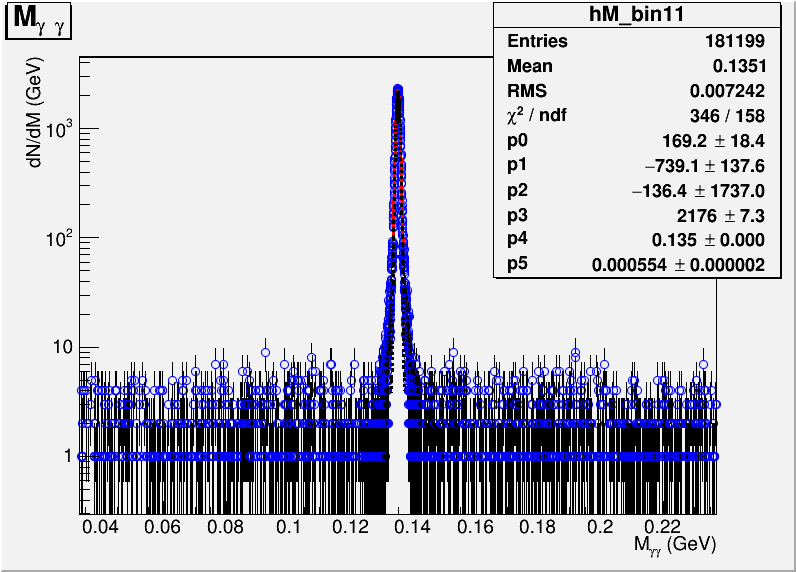 M_γ γ
hM_bin11
Entries 181199
Mean 0.1351
RMS 0.007242
χ² / ndf 346 / 158
p0 169.2 ± 18.4
p1 −739.1 ± 137.6
p2 −136.4 ± 1737.0
p3 2176 ± 7.3
p4 0.135 ± 0.000
p5 0.000554 ± 0.000002
dN/dM (GeV)
10³
10²
10
1
0.04 0.06 0.08 0.1 0.12 0.14 0.16 0.18 0.2 0.22
M_γγ (GeV)